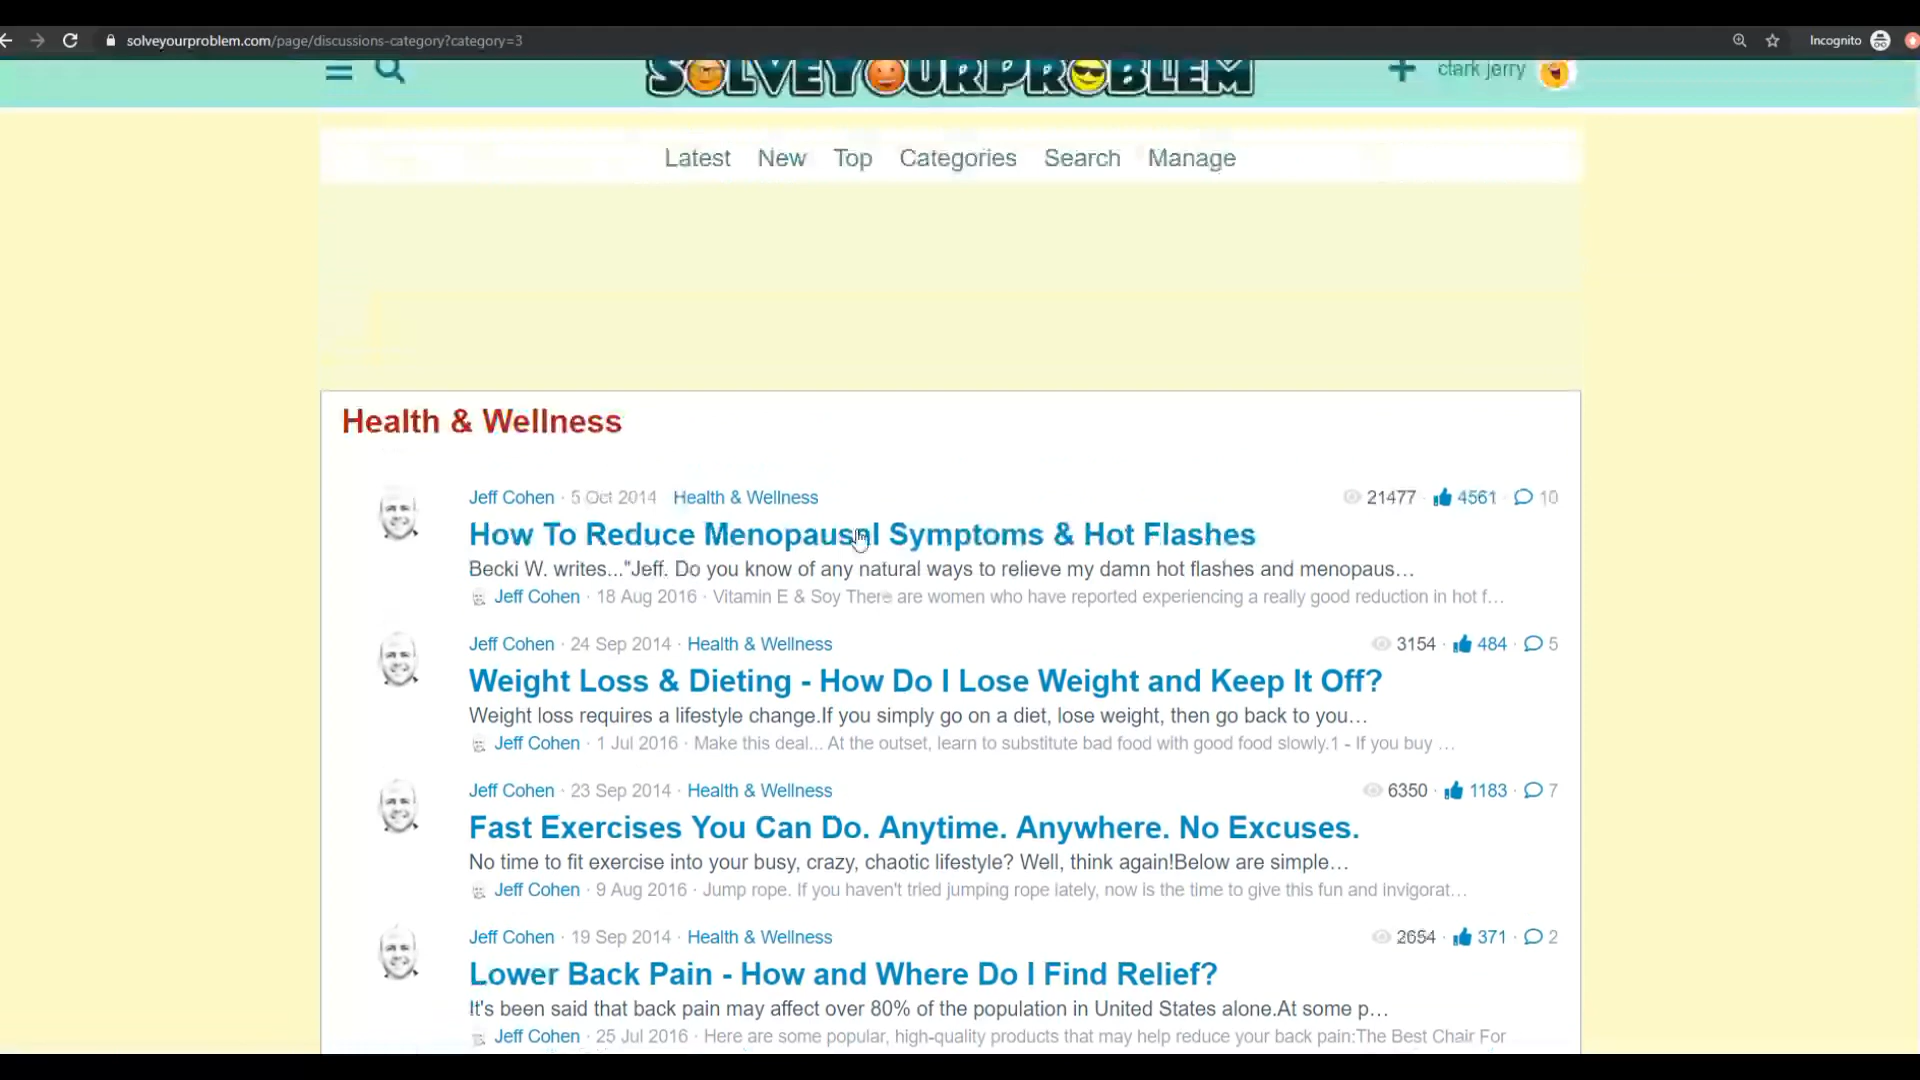 solveyourproblem.com/page/discussions-category?category=3
Incognito
SOLVEYOURPROBLEM
clark jerry
Latest New Top Categories Search Manage
Health & Wellness
Jeff Cohen · 5 Oct 2014 Health & Wellness 21477 · 4561 · 10
How To Reduce Menopausal Symptoms & Hot Flashes
Becki W. writes..."Jeff. Do you know of any natural ways to relieve my damn hot flashes and menopaus…
Jeff Cohen · 18 Aug 2016 · Vitamin E & Soy There are women who have reported experiencing a really good reduction in hot f…
Jeff Cohen · 24 Sep 2014 · Health & Wellness 3154 · 484 · 5
Weight Loss & Dieting - How Do I Lose Weight and Keep It Off?
Weight loss requires a lifestyle change.If you simply go on a diet, lose weight, then go back to you…
Jeff Cohen · 1 Jul 2016 · Make this deal... At the outset, learn to substitute bad food with good food slowly.1 - If you buy …
Jeff Cohen · 23 Sep 2014 · Health & Wellness 6350 · 1183 · 7
Fast Exercises You Can Do. Anytime. Anywhere. No Excuses.
No time to fit exercise into your busy, crazy, chaotic lifestyle? Well, think again!Below are simple…
Jeff Cohen · 9 Aug 2016 · Jump rope. If you haven't tried jumping rope lately, now is the time to give this fun and invigorat…
Jeff Cohen · 19 Sep 2014 · Health & Wellness 2654 · 371 · 2
Lower Back Pain - How and Where Do I Find Relief?
It's been said that back pain may affect over 80% of the population in United States alone.At some p…
Jeff Cohen · 25 Jul 2016 · Here are some popular, high-quality products that may help reduce your back pain:The Best Chair For